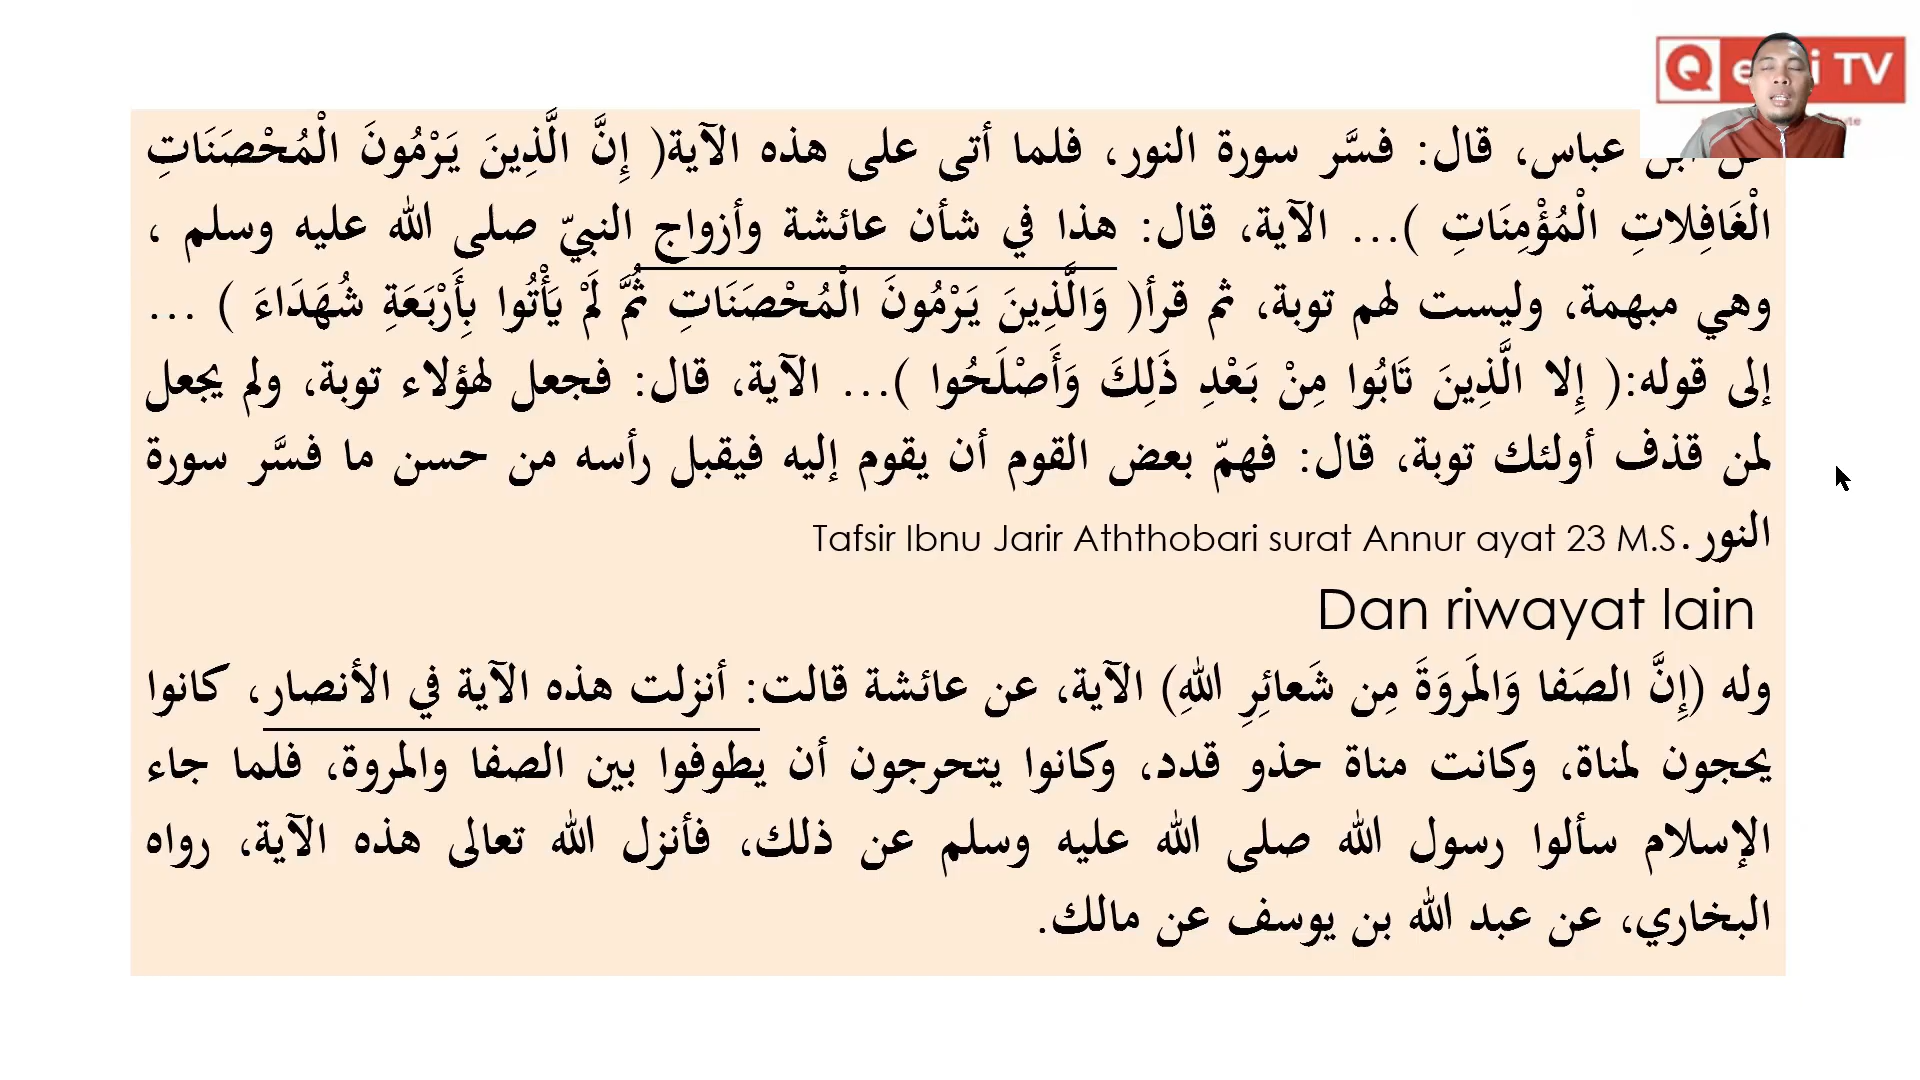 Q e i TV
ابن عباس، قال: فسَّر سورة النور، فلما أتى على هذه الآية( إِنَّ الَّذِينَ يَرْمُونَ الْمُحْصَنَاتِ
الْغَافِلاتِ الْمُؤْمِنَاتِ )... الآية، قال: هذا في شأن عائشة وأزواج النبيّ صلى الله عليه وسلم ،
وهي مبهمة، وليست لهم توبة، ثم قرأ( وَالَّذِينَ يَرْمُونَ الْمُحْصَنَاتِ ثُمَّ لَمْ يَأْتُوا بِأَرْبَعَةِ شُهَدَاءَ ) ...
إلى قوله:( إِلا الَّذِينَ تَابُوا مِنْ بَعْدِ ذَلِكَ وَأَصْلَحُوا )... الآية، قال: فجعل لهؤلاء توبة، ولم يجعل
لمن قذف أولئك توبة، قال: فهمّ بعض القوم أن يقوم إليه فيقبل رأسه من حسن ما فسَّر سورة
النور. Tafsir Ibnu Jarir Aththobari surat Annur ayat 23 M.S
Dan riwayat lain
وله (إِنَّ الصَفا وَالمَروَةَ مِن شَعائِرِ اللهِ) الآية، عن عائشة قالت: أنزلت هذه الآية في الأنصار، كانوا
يحجون لمناة، وكانت مناة حذو قدد، وكانوا يتحرجون أن يطوفوا بين الصفا والمروة، فلما جاء
الإسلام سألوا رسول الله صلى الله عليه وسلم عن ذلك، فأنزل الله تعالى هذه الآية، رواه
البخاري، عن عبد الله بن يوسف عن مالك.